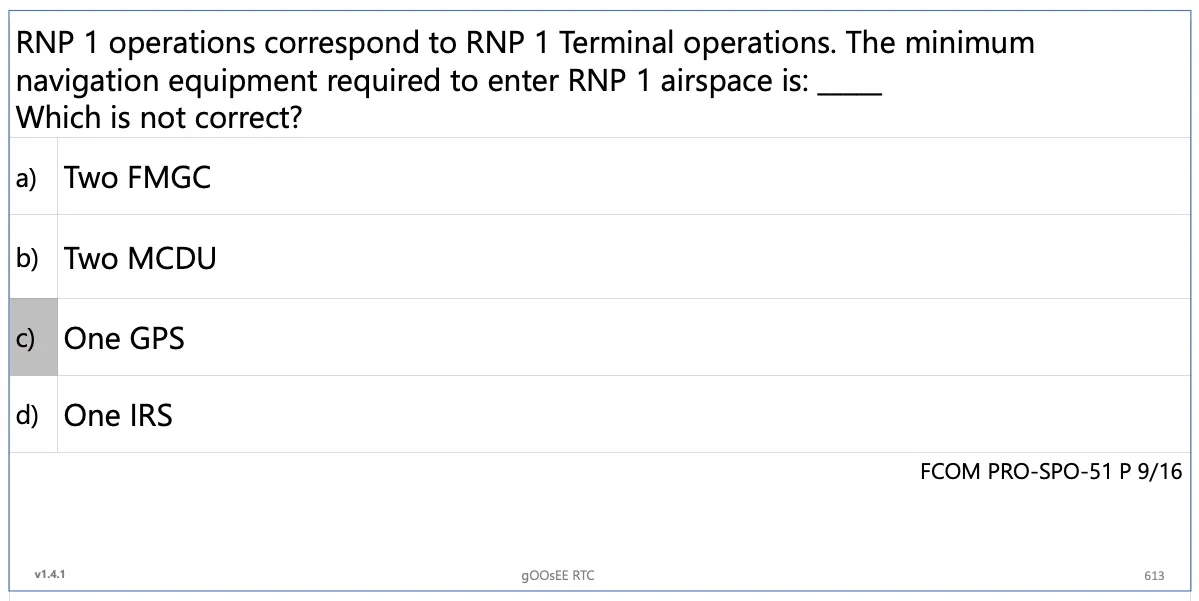 RNP 1 operations correspond to RNP 1 Terminal operations. The minimum
navigation equipment required to enter RNP 1 airspace is: _____
Which is not correct?
a) Two FMGC
b) Two MCDU
c) One GPS
d) One IRS
FCOM PRO-SPO-51 P 9/16
v1.4.1 gOOsEE RTC 613